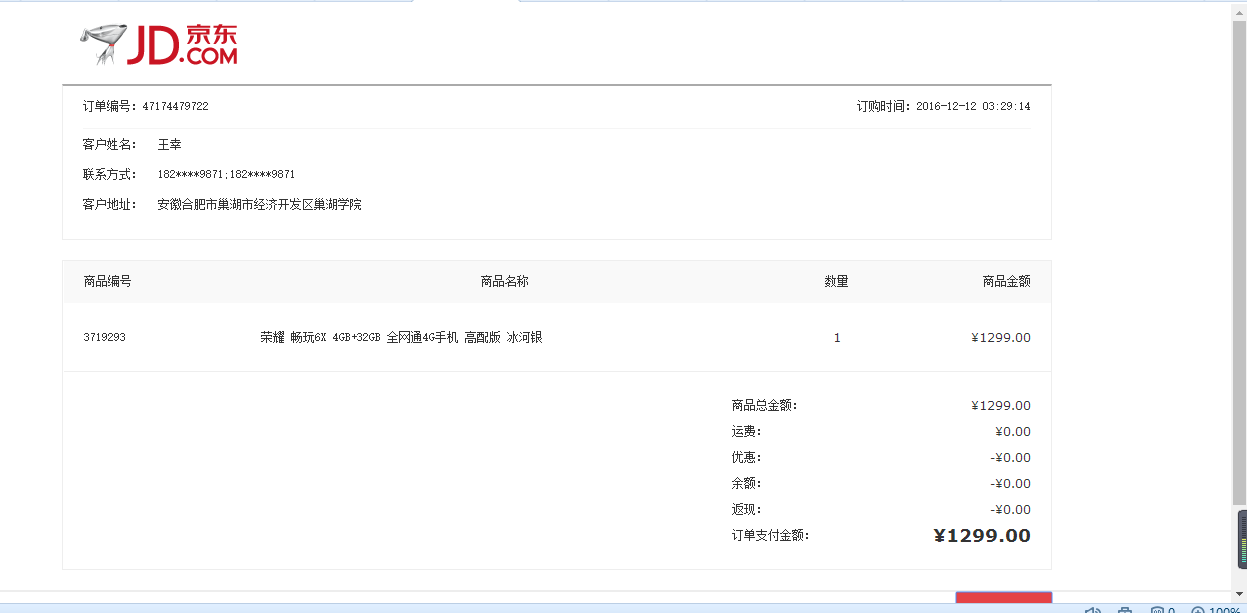 JD.COM 京东
订单编号：47174479722 订购时间：2016-12-12 03:29:14
客户姓名： 王幸
联系方式： 182****9871;182****9871
客户地址： 安徽合肥市巢湖市经济开发区巢湖学院
商品编号 商品名称 数量 商品金额
3719293 荣耀 畅玩6X 4GB+32GB 全网通4G手机 高配版 冰河银 1 ¥1299.00
商品总金额： ¥1299.00
运费： ¥0.00
优惠： -¥0.00
余额： -¥0.00
返现： -¥0.00
订单支付金额： ¥1299.00
0 100%